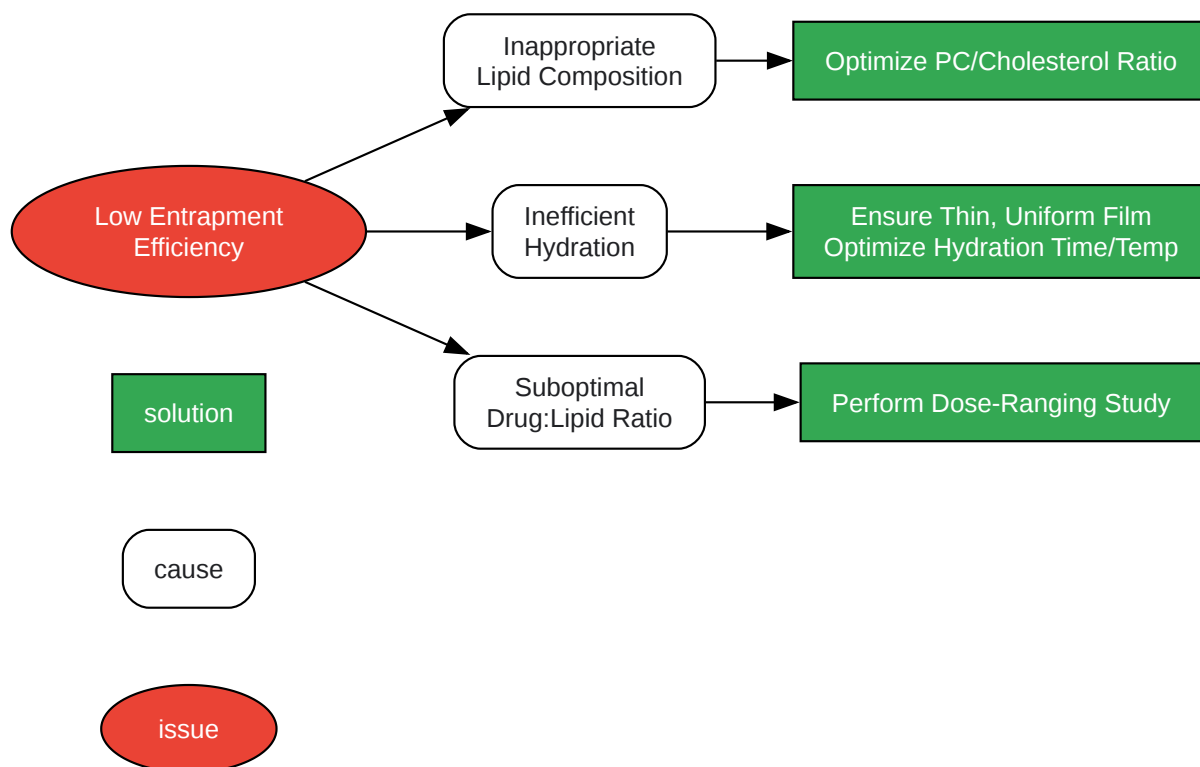 Inappropriate
Lipid Composition
Optimize PC/Cholesterol Ratio
Low Entrapment
Efficiency
Inefficient
Hydration
Ensure Thin, Uniform Film
Optimize Hydration Time/Temp
Suboptimal
Drug:Lipid Ratio
Perform Dose-Ranging Study
solution
cause
issue